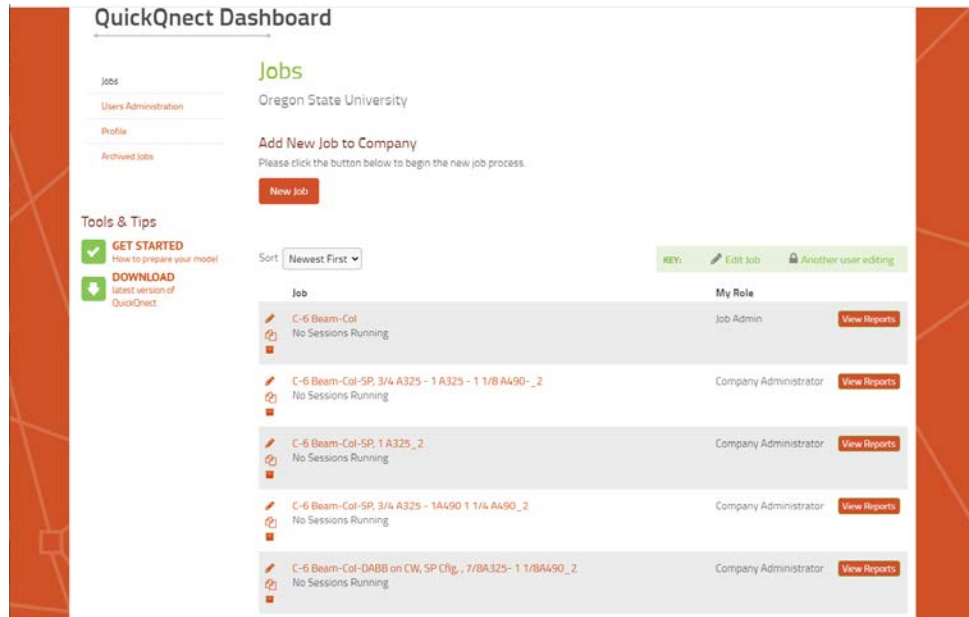 QuickQnect Dashboard
Jobs
Users Administration
Profile
Archived Jobs
Tools & Tips
GET STARTED
How to prepare your model
DOWNLOAD
latest version of
QuickQnect
Jobs
Oregon State University
Add New Job to Company
Please click the button below to begin the new job process.
New Job
Sort Newest First
KEY: Edit Job Another user editing
Job My Role
C-6 Beam-Col Job Admin View Reports
No Sessions Running
C-6 Beam-Col-SP, 3/4 A325 - 1 A325 - 1 1/8 A490-_2 Company Administrator View Reports
No Sessions Running
C-6 Beam-Col-SP, 1 A325_2 Company Administrator View Reports
No Sessions Running
C-6 Beam-Col-SP, 3/4 A325 - 1A490 1 1/4 A490_2 Company Administrator View Reports
No Sessions Running
C-6 Beam-Col-DABB on CW, SP Cfig, , 7/8A325- 1 1/8A490_2 Company Administrator View Reports
No Sessions Running